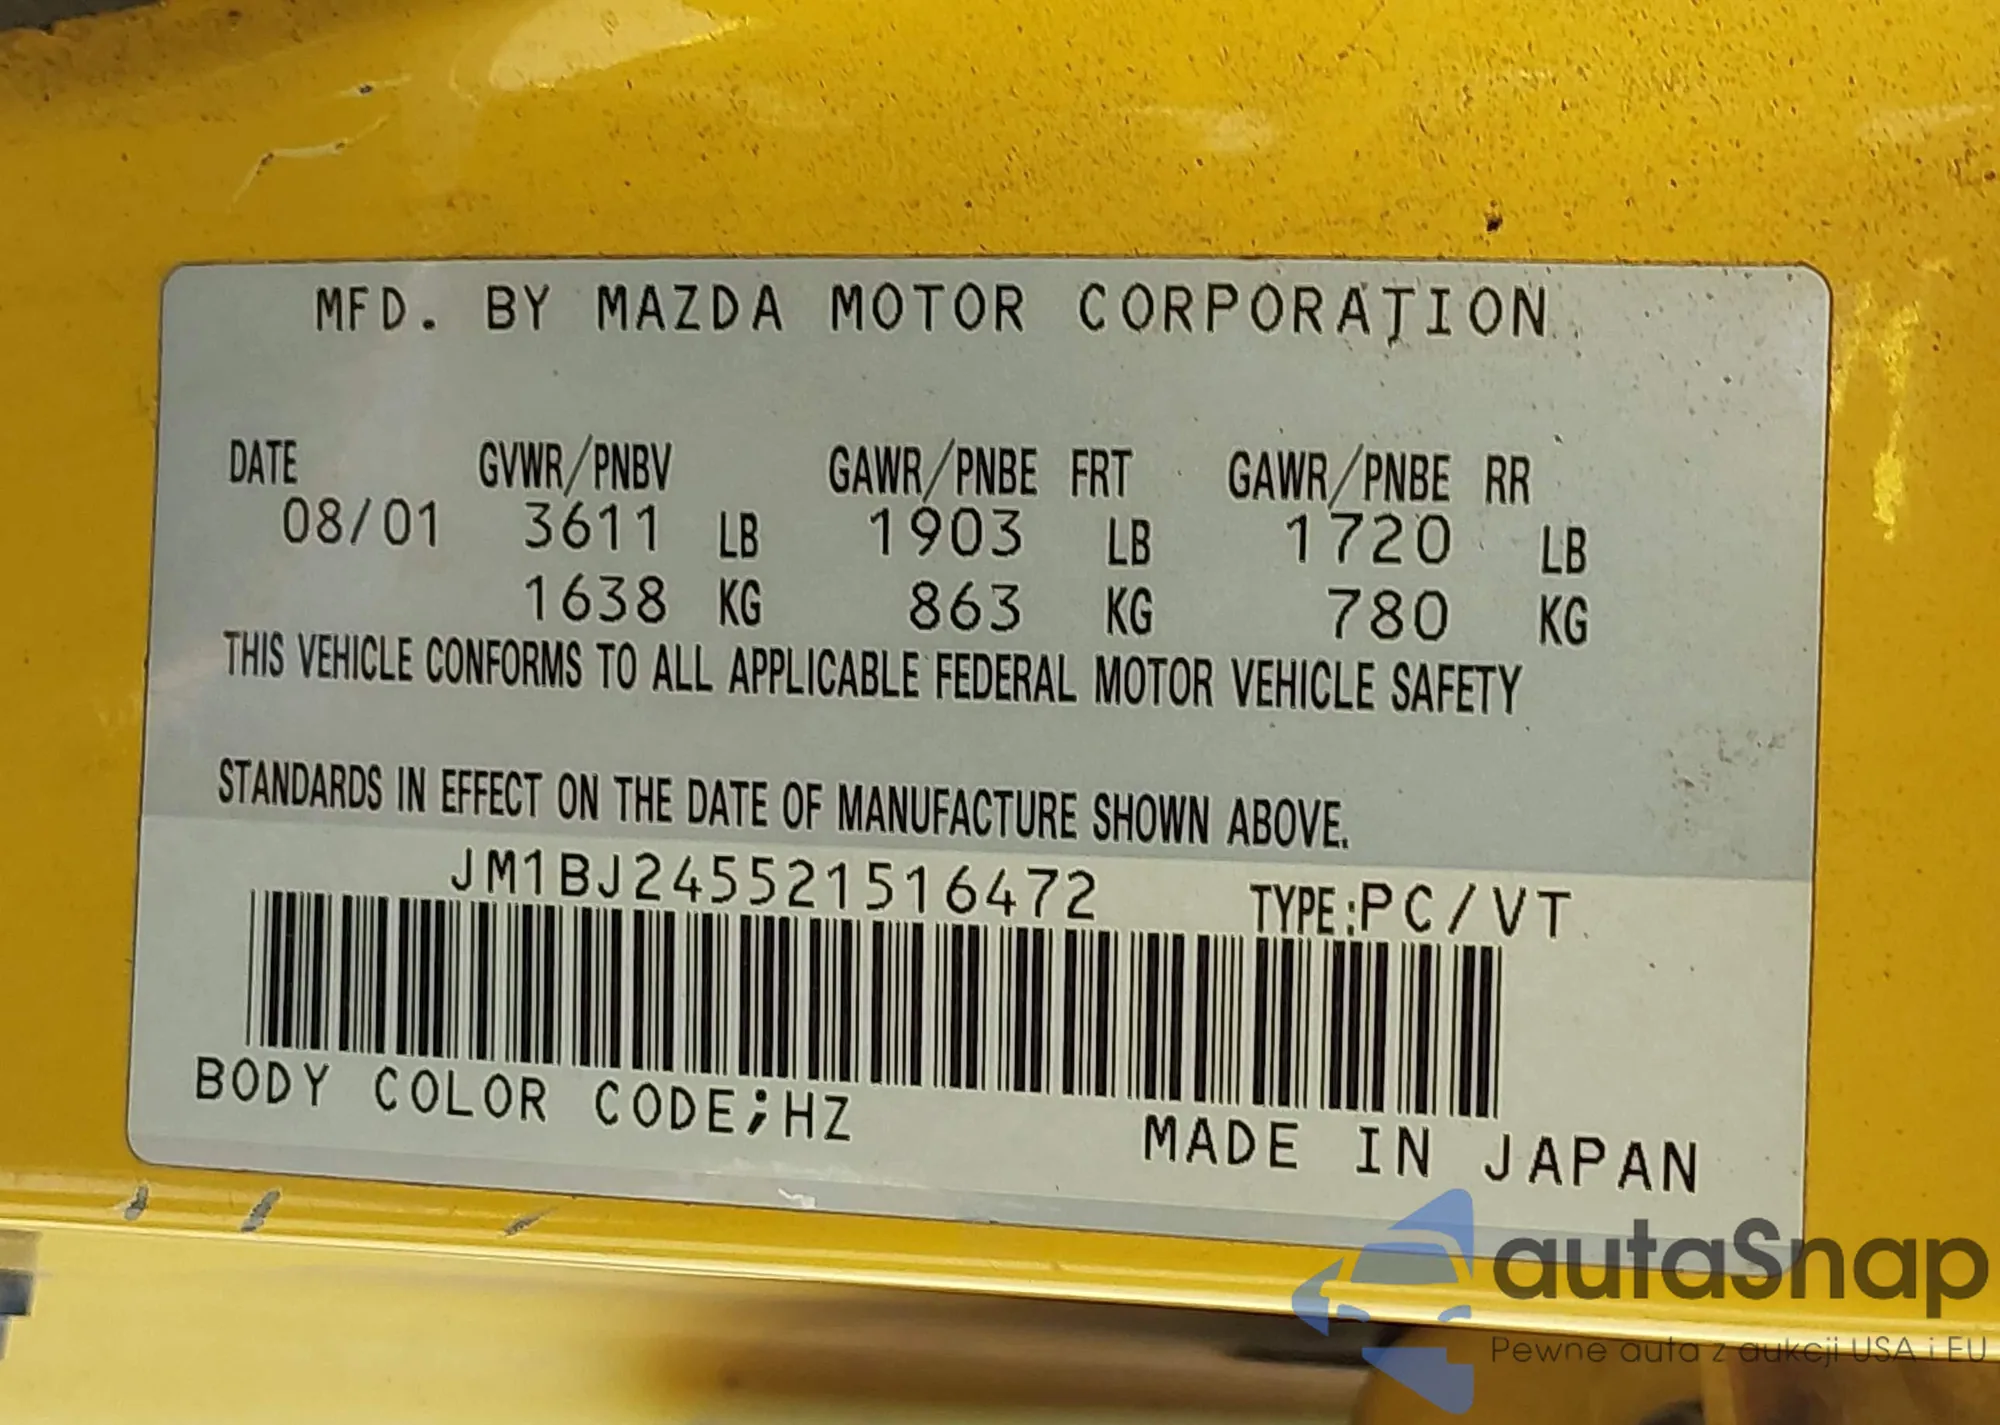 MFD. BY MAZDA MOTOR CORPORATION
DATE GVWR/PNBV GAWR/PNBE FRT GAWR/PNBE RR
08/01 3611 LB 1903 LB 1720 LB
1638 KG 863 KG 780 KG
THIS VEHICLE CONFORMS TO ALL APPLICABLE FEDERAL MOTOR VEHICLE SAFETY
STANDARDS IN EFFECT ON THE DATE OF MANUFACTURE SHOWN ABOVE.
JM1BJ245521516472 TYPE:PC/VT
BODY COLOR CODE;HZ
MADE IN JAPAN
autaSnap
Pewne auta z aukcji USA i EU